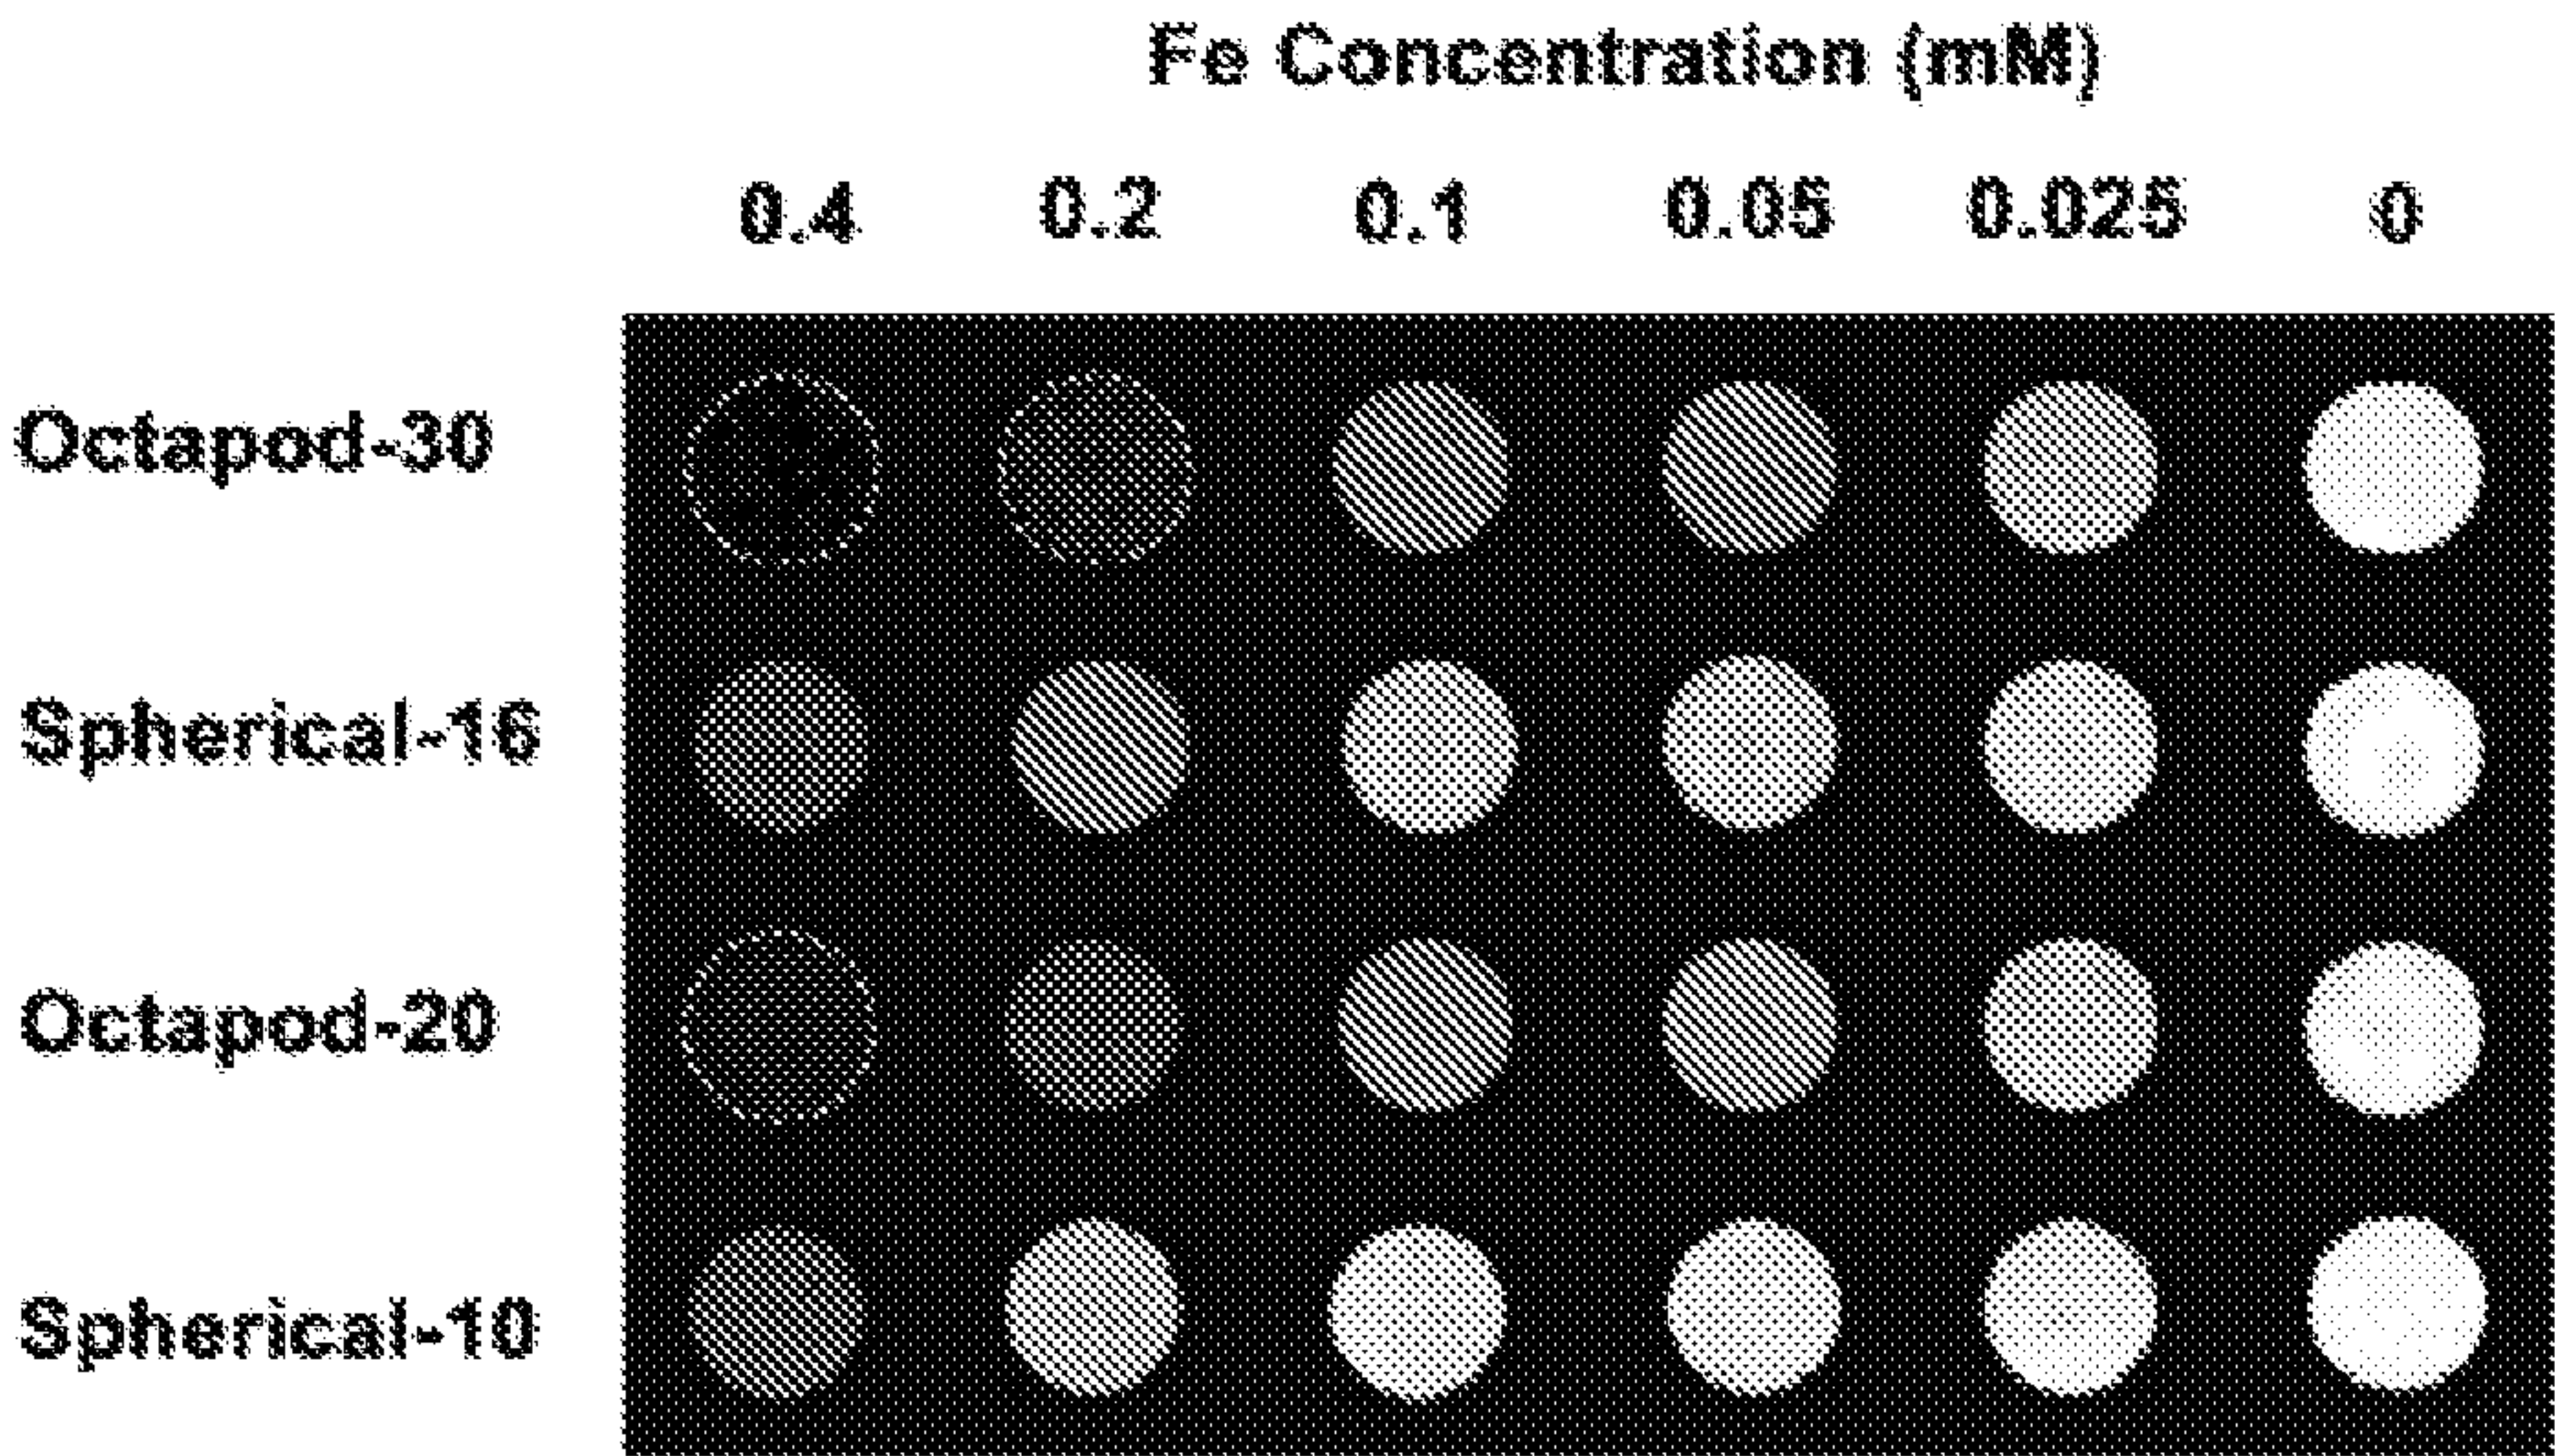 Fe Concentration (mM)
0.4 0.2 0.1 0.05 0.025 0
Octapod-30
Spherical-16
Octapod-20
Spherical-10